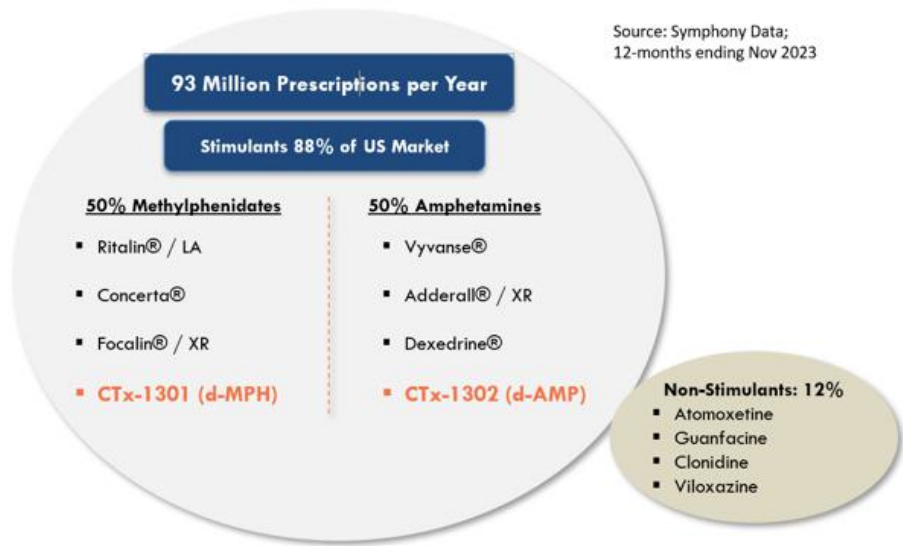 Source: Symphony Data;
12-months ending Nov 2023
93 Million Prescriptions per Year
Stimulants 88% of US Market
50% Methylphenidates
▪ Ritalin® / LA
▪ Concerta®
▪ Focalin® / XR
▪ CTx-1301 (d-MPH)
50% Amphetamines
▪ Vyvanse®
▪ Adderall® / XR
▪ Dexedrine®
▪ CTx-1302 (d-AMP)
Non-Stimulants: 12%
▪ Atomoxetine
▪ Guanfacine
▪ Clonidine
▪ Viloxazine